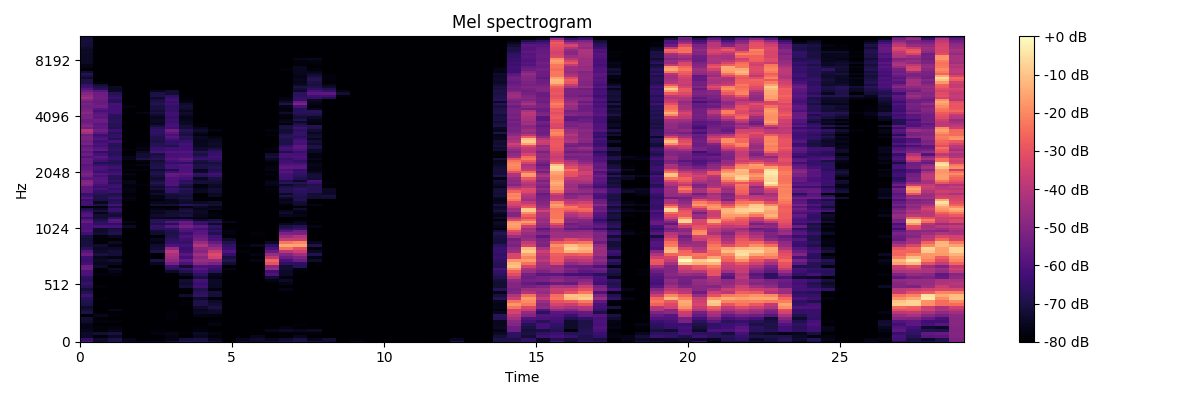 Mel spectrogram
8192
4096
2048
1024
512
0
Hz
0 5 10 15 20 25
Time
+0 dB
-10 dB
-20 dB
-30 dB
-40 dB
-50 dB
-60 dB
-70 dB
-80 dB